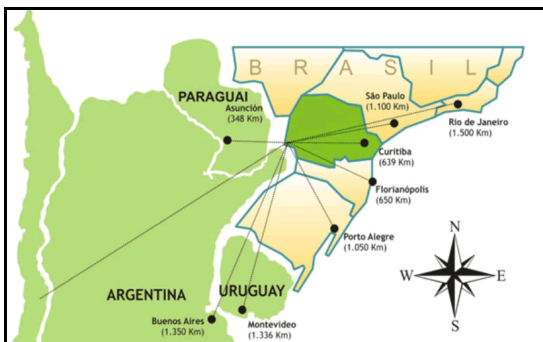 BRASIL
PARAGUAI
Asunción
(348 Km)
São Paulo
(1.100 Km)
Rio de Janeiro
(1.500 Km)
Curitiba
(639 Km)
Florianópolis
(650 Km)
Porto Alegre
(1.050 Km)
N
W
E
S
ARGENTINA
URUGUAY
Buenos Aires
(1.350 Km)
Montevideo
(1.336 Km)